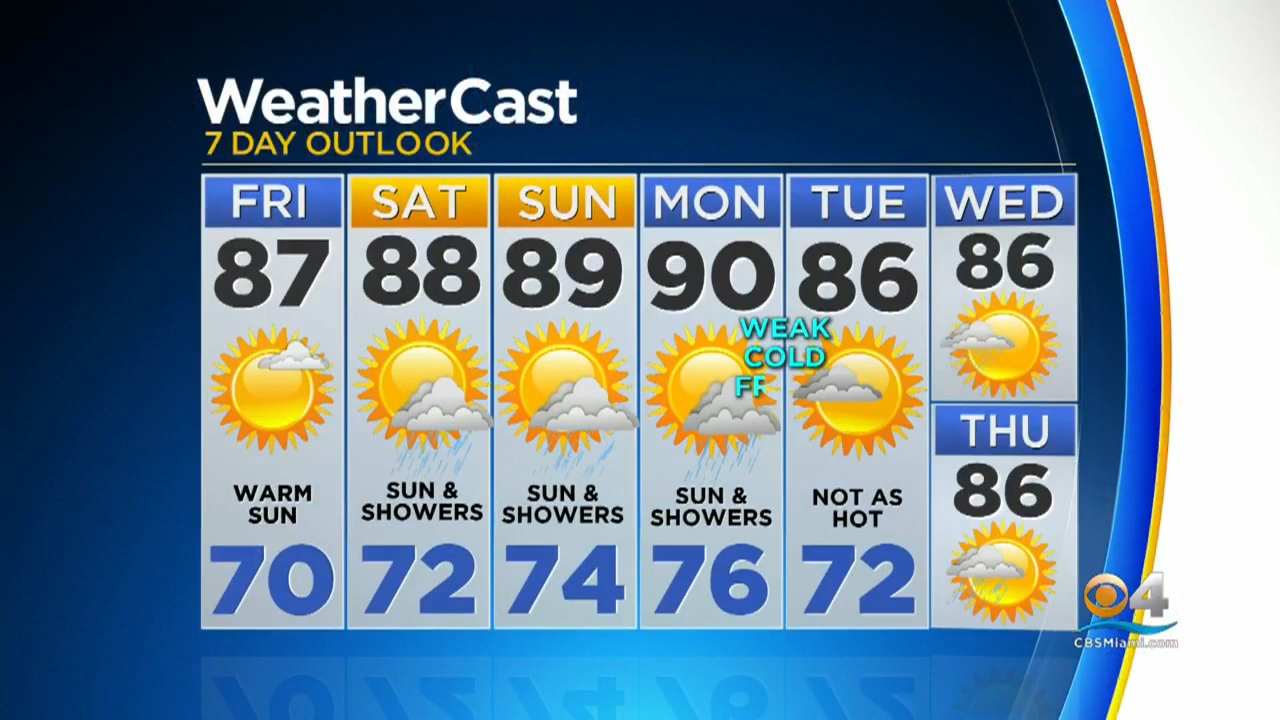 WeatherCast
7 DAY OUTLOOK
FRI
87
WARM
SUN
70
SAT
88
SUN &
SHOWERS
72
SUN
89
SUN &
SHOWERS
74
MON
90
SUN &
SHOWERS
76
WEAK
COLD
FR
TUE
86
NOT AS
HOT
72
WED
86
THU
86
4
CBSMiami.com